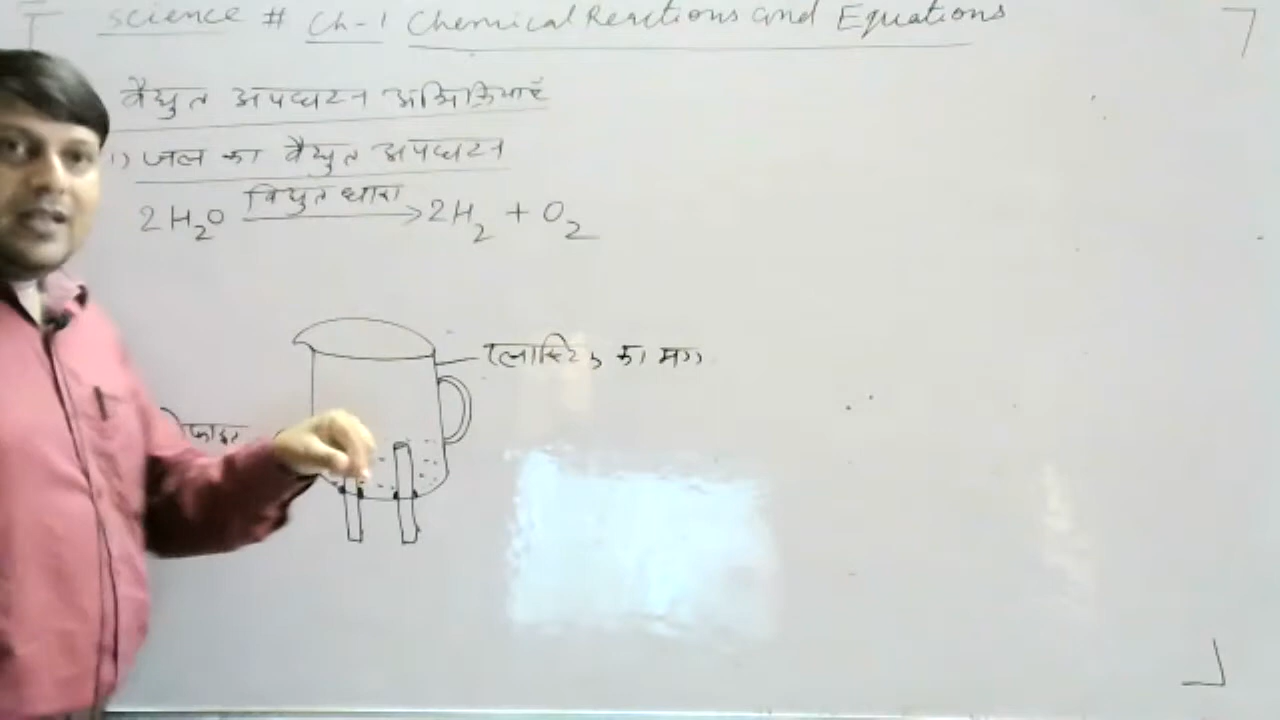 science # Ch-1 Chemical Reactions and Equations
वैद्युत अपघटन अभिक्रियाएँ
1) जल का वैद्युत अपघटन
विद्युत धारा
2H₂O ⟶ 2H₂ + O₂
प्लास्टिक का मग